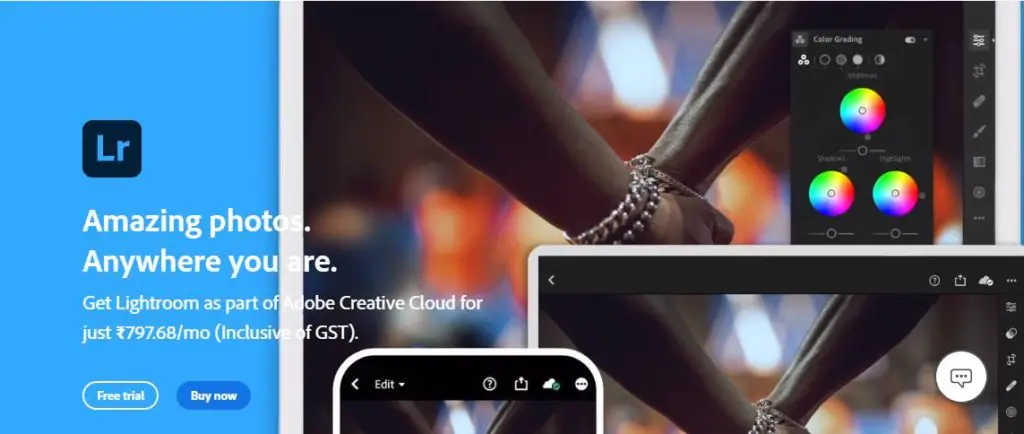 Lr
Amazing photos.
Anywhere you are.
Get Lightroom as part of Adobe Creative Cloud for
just ₹797.68/mo (Inclusive of GST).
Free trial
Buy now
Color Grading
Midtones
Shadows
Highlights
Edit